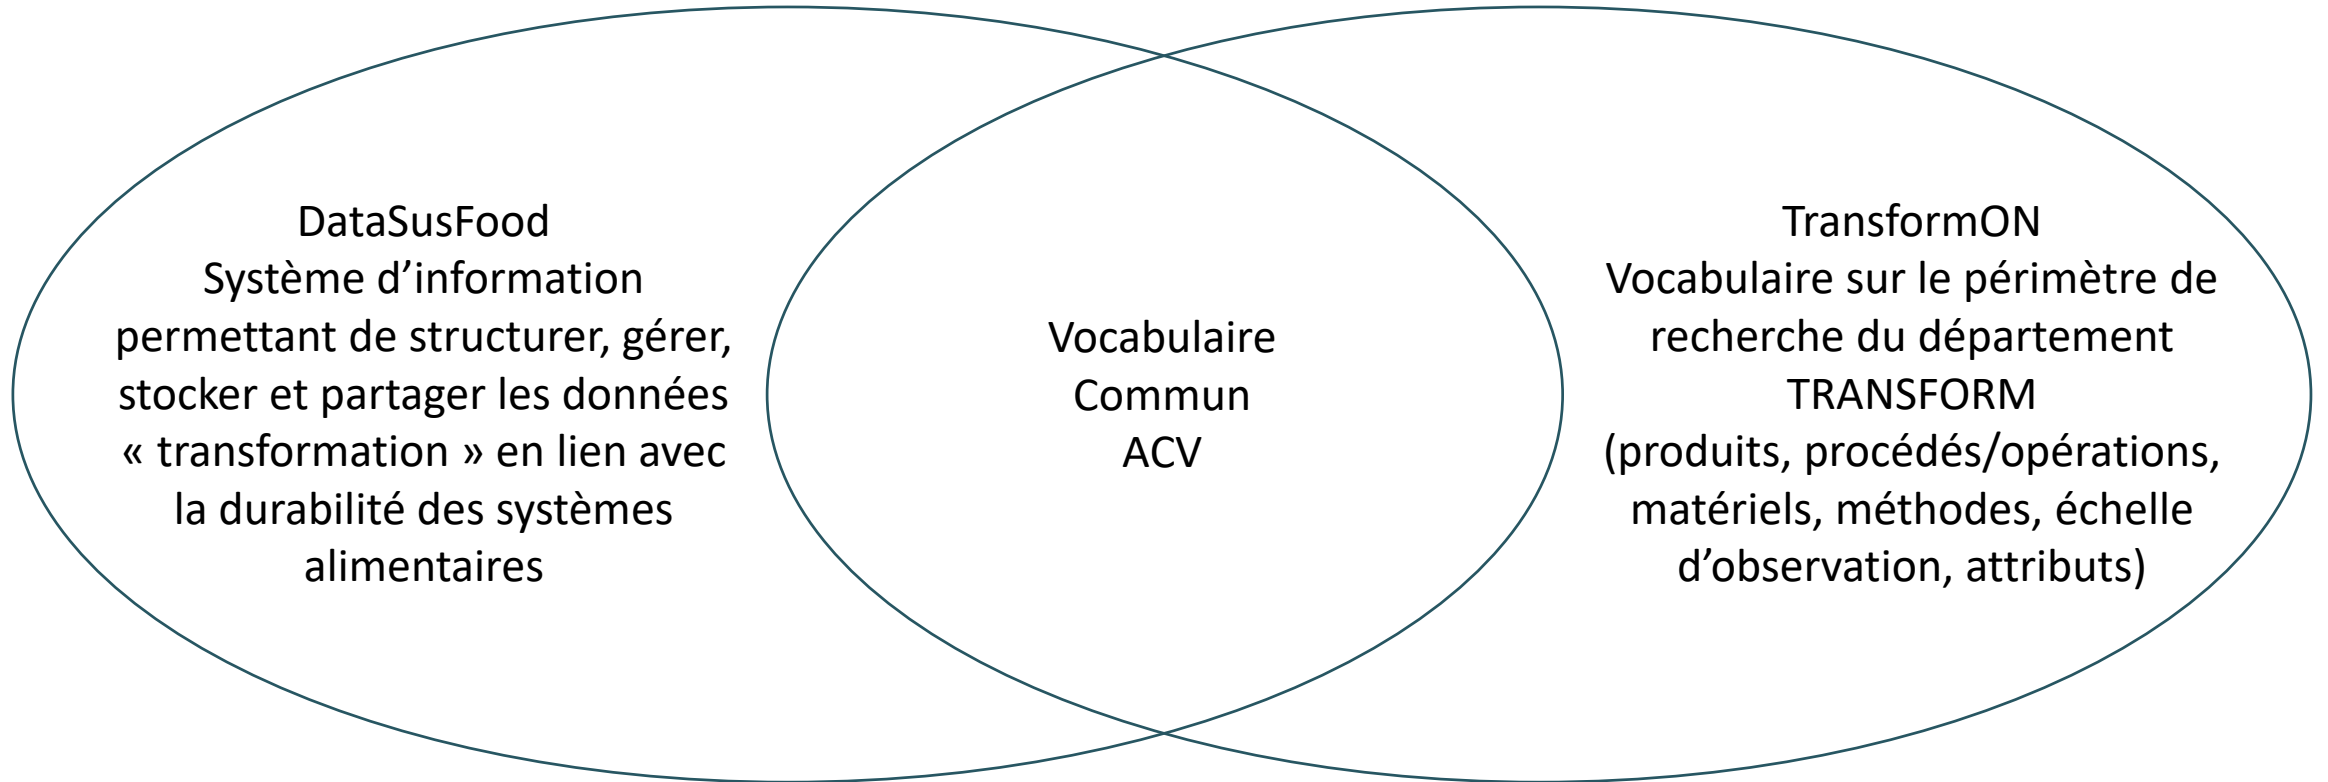 DataSusFood
Système d’information
permettant de structurer, gérer,
stocker et partager les données
« transformation » en lien avec
la durabilité des systèmes
alimentaires
Vocabulaire
Commun
ACV
TransformON
Vocabulaire sur le périmètre de
recherche du département
TRANSFORM
(produits, procédés/opérations,
matériels, méthodes, échelle
d’observation, attributs)